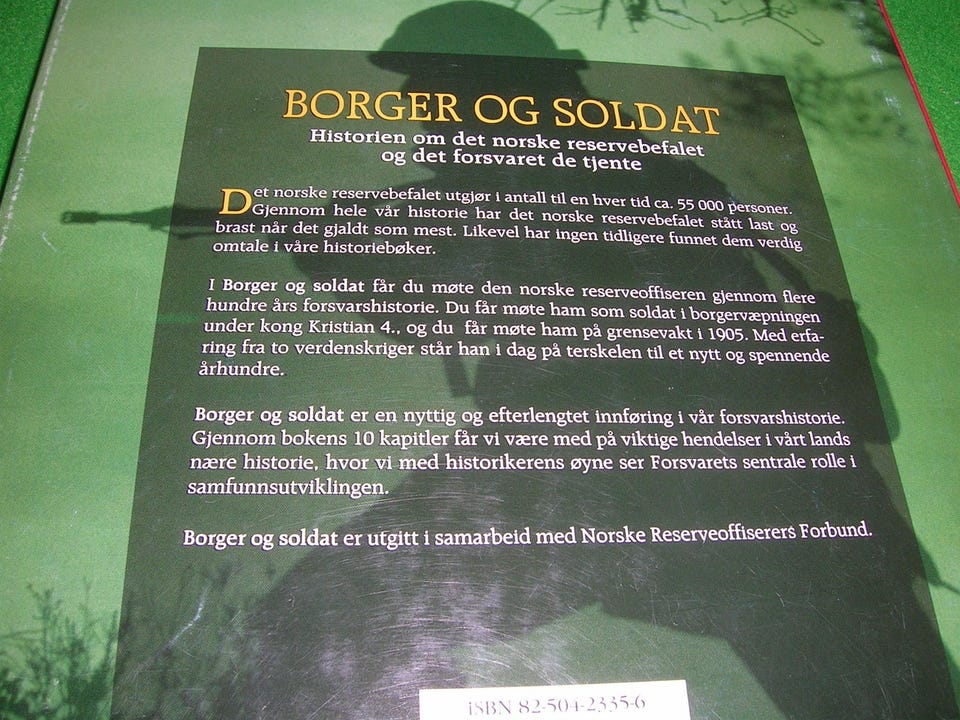 BORGER OG SOLDAT
Historien om det norske reservebefalet
og det forsvaret de tjente
Det norske reservebefalet utgjør i antall til en hver tid ca. 55 000 personer.
Gjennom hele vår historie har det norske reservebefalet stått last og
brast når det gjaldt som mest. Likevel har ingen tidligere funnet dem verdig
omtale i våre historiebøker.
I Borger og soldat får du møte den norske reserveoffiseren gjennom flere
hundre års forsvarshistorie. Du får møte ham som soldat i borgervæpningen
under kong Kristian 4., og du får møte ham på grensevakt i 1905. Med erfa-
ring fra to verdenskriger står han i dag på terskelen til et nytt og spennende
århundre.
Borger og soldat er en nyttig og efterlengtet innføring i vår forsvarshistorie.
Gjennom bokens 10 kapitler får vi være med på viktige hendelser i vårt lands
nære historie, hvor vi med historikerens øyne ser Forsvarets sentrale rolle i
samfunnsutviklingen.
Borger og soldat er utgitt i samarbeid med Norske Reserveoffiserers Forbund.
ISBN 82-504-2335-6